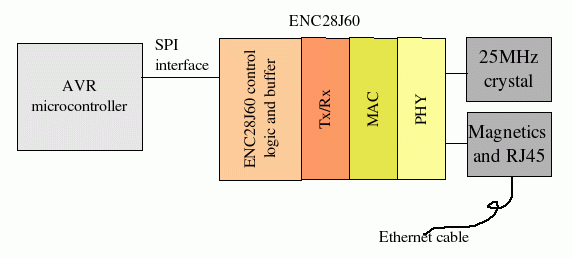 ENC28J60
SPI
interface
AVR
microcontroller
ENC28J60 control
logic and buffer
Tx/Rx
MAC
PHY
25MHz
crystal
Magnetics
and RJ45
Ethernet cable